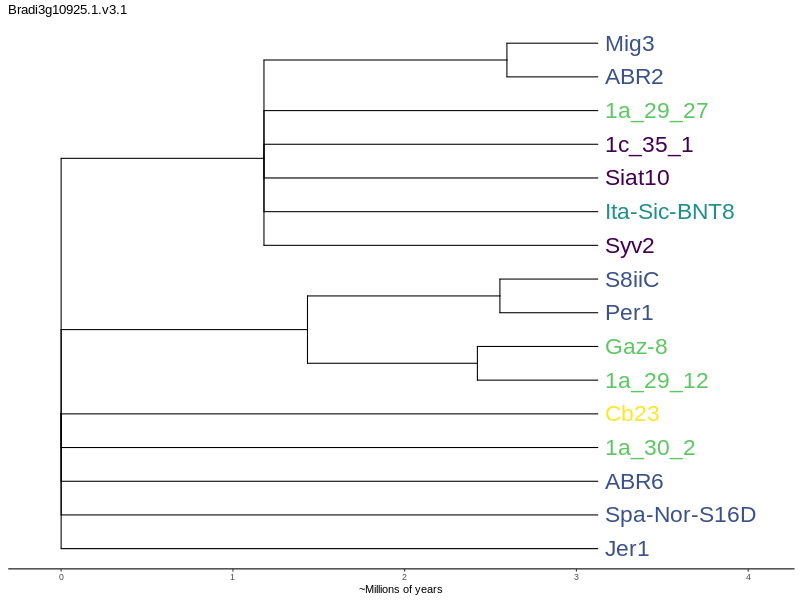 Bradi3g10925.1.v3.1
Mig3
ABR2
1a_29_27
1c_35_1
Siat10
Ita-Sic-BNT8
Syv2
S8iiC
Per1
Gaz-8
1a_29_12
Cb23
1a_30_2
ABR6
Spa-Nor-S16D
Jer1
0 1 2 3 4
~Millions of years